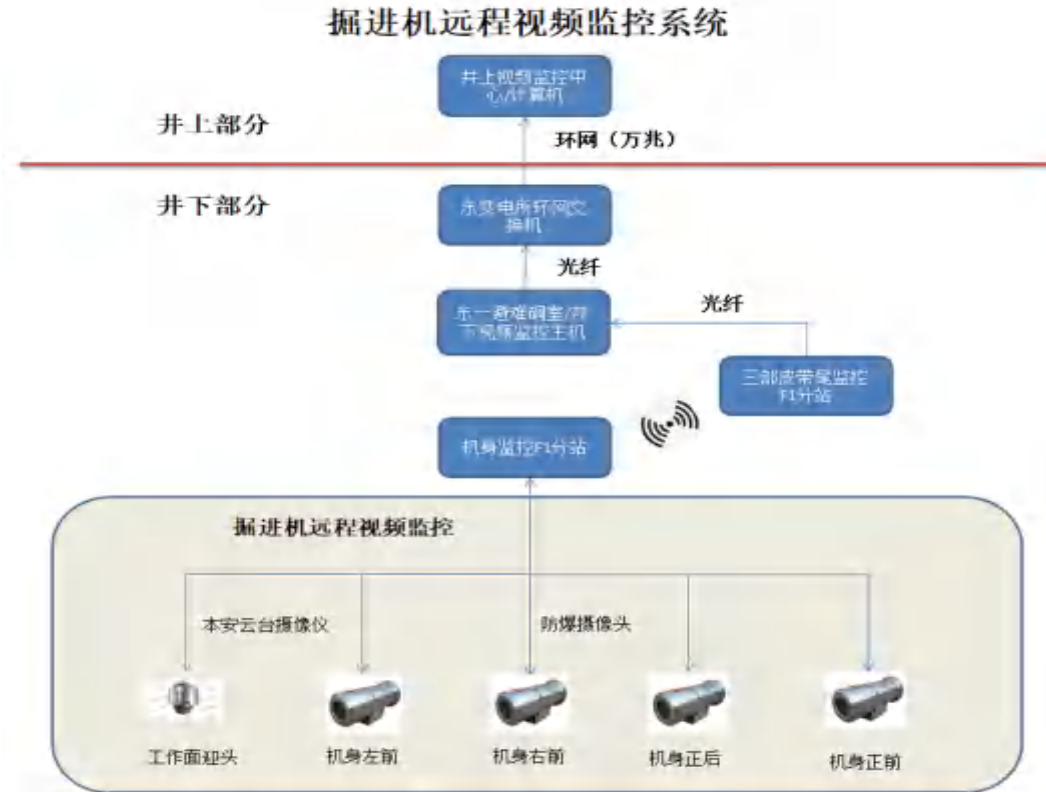 掘进机远程视频监控系统
井上视频监控中
心/计算机
井上部分
环网（万兆）
井下部分
东变电所环网交
换机
光纤
东一避难硐室/井
下视频监控主机
光纤
三部皮带尾监控
F1分站
机身监控F1分站
掘进机远程视频监控
本安云台摄像仪
防爆摄像头
工作面迎头
机身左前
机身右前
机身正后
机身正前